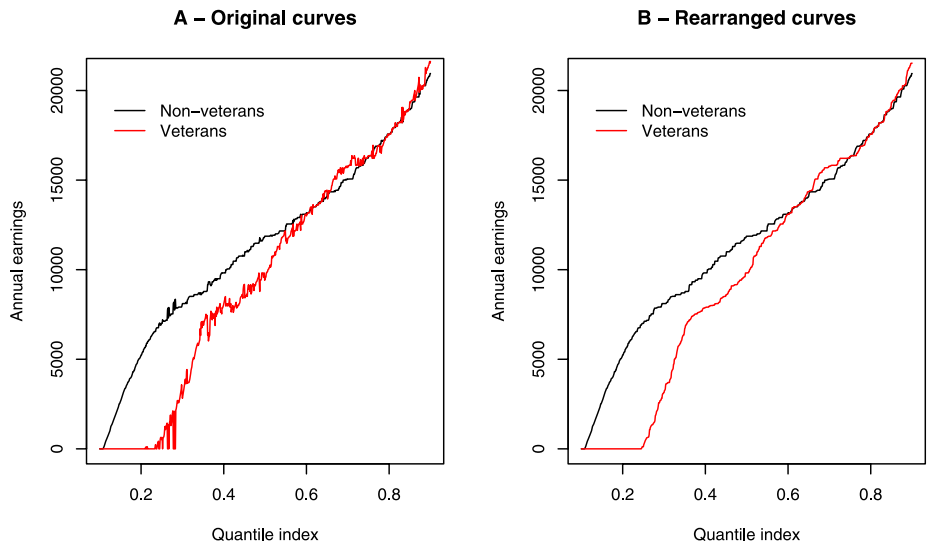 A − Original curves
Annual earnings
20000
15000
10000
5000
0
Non−veterans
Veterans
0.2 0.4 0.6 0.8
Quantile index
B − Rearranged curves
Annual earnings
20000
15000
10000
5000
0
Non−veterans
Veterans
0.2 0.4 0.6 0.8
Quantile index